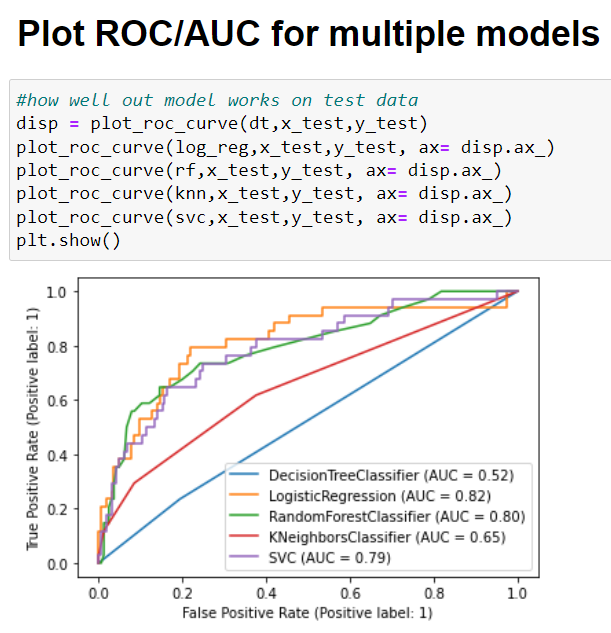 Plot ROC/AUC for multiple models
#how well out model works on test data
disp = plot_roc_curve(dt,x_test,y_test)
plot_roc_curve(log_reg,x_test,y_test, ax= disp.ax_)
plot_roc_curve(rf,x_test,y_test, ax= disp.ax_)
plot_roc_curve(knn,x_test,y_test, ax= disp.ax_)
plot_roc_curve(svc,x_test,y_test, ax= disp.ax_)
plt.show()
True Positive Rate (Positive label: 1)
1.0
0.8
0.6
0.4
0.2
0.0
DecisionTreeClassifier (AUC = 0.52)
LogisticRegression (AUC = 0.82)
RandomForestClassifier (AUC = 0.80)
KNeighborsClassifier (AUC = 0.65)
SVC (AUC = 0.79)
0.0 0.2 0.4 0.6 0.8 1.0
False Positive Rate (Positive label: 1)